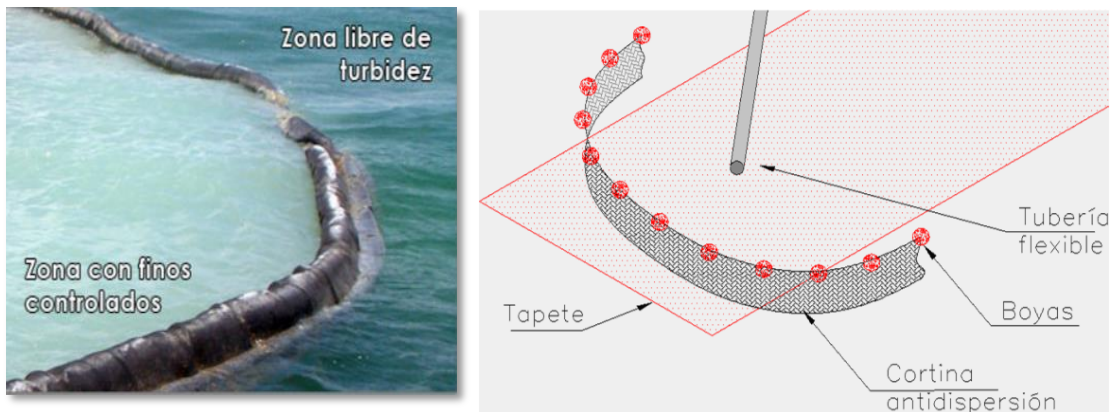 Zona libre de
turbidez
Zona con finos
controlados
Tubería
flexible
Tapete
Boyas
Cortina
antidispersión